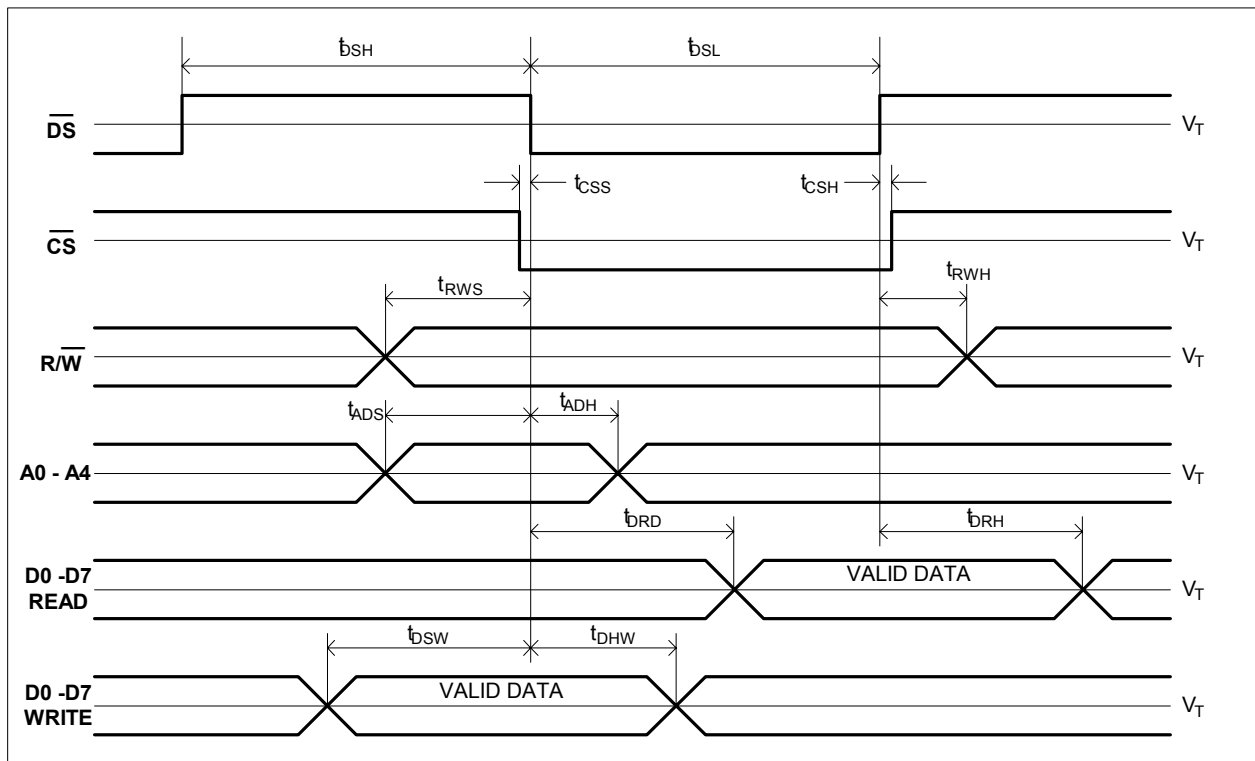 tDSH tDSL
DS VT
tCSS tCSH
CS VT
tRWS tRWH
R/W VT
tADS tADH
A0 - A4 VT
tDRD tDRH
D0 -D7
READ
VALID DATA VT
tDSW tDHW
D0 -D7
WRITE
VALID DATA VT